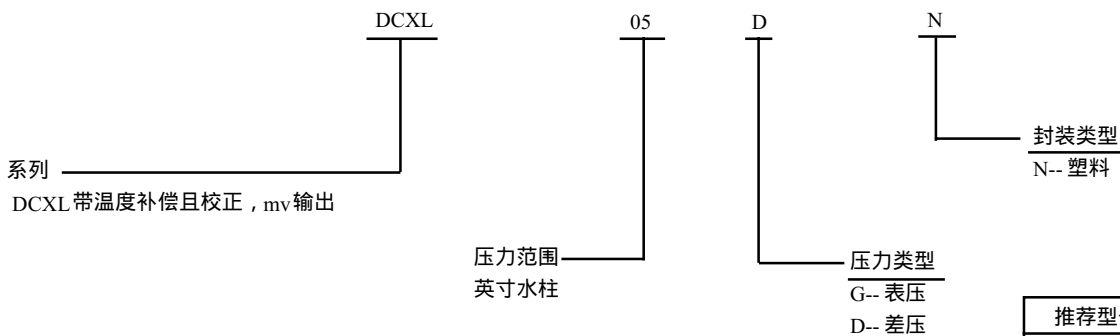 DCXL 05 D N
封装类型
N-- 塑料
系列
DCXL带温度补偿且校正，mv输出
压力范围
英寸水柱
压力类型
G-- 表压
D-- 差压
推荐型